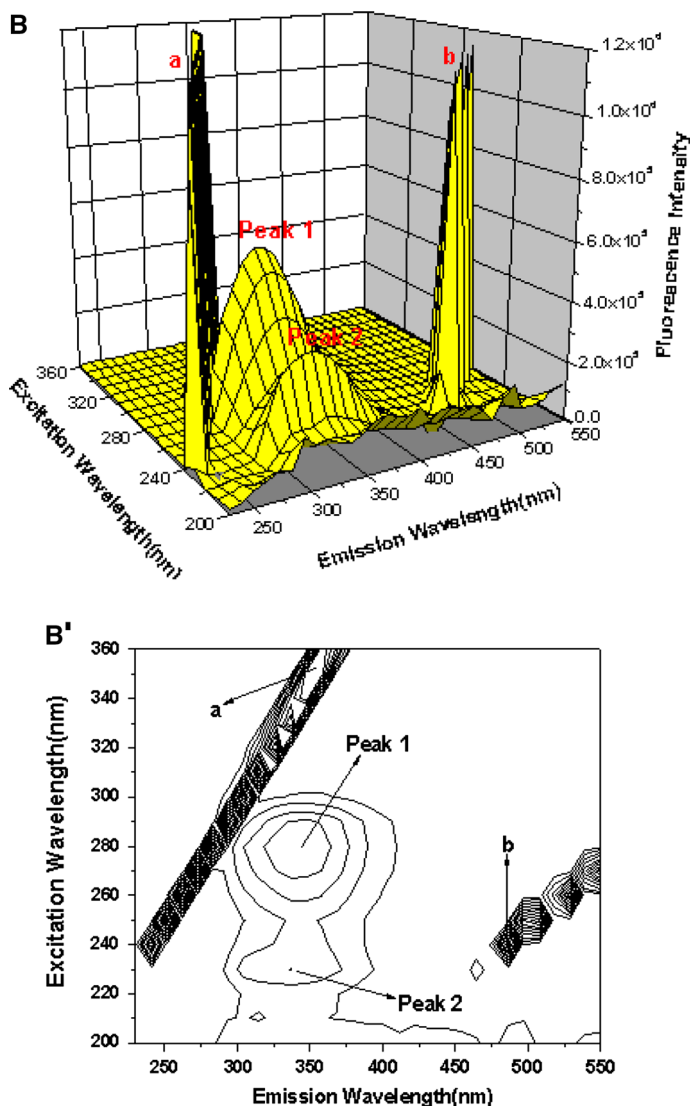 B
a
b
Peak 1
Peak 2
1.2×10⁴
1.0×10⁴
8.0×10³
6.0×10³
4.0×10³
2.0×10³
0.0
Fluorescence Intensity
360
320
280
240
200
Excitation Wavelength(nm)
250
300
350
400
450
500
550
Emission Wavelength(nm)
B'
360
340
320
300
280
260
240
220
200
Excitation Wavelength(nm)
a
Peak 1
b
Peak 2
250
300
350
400
450
500
550
Emission Wavelength(nm)